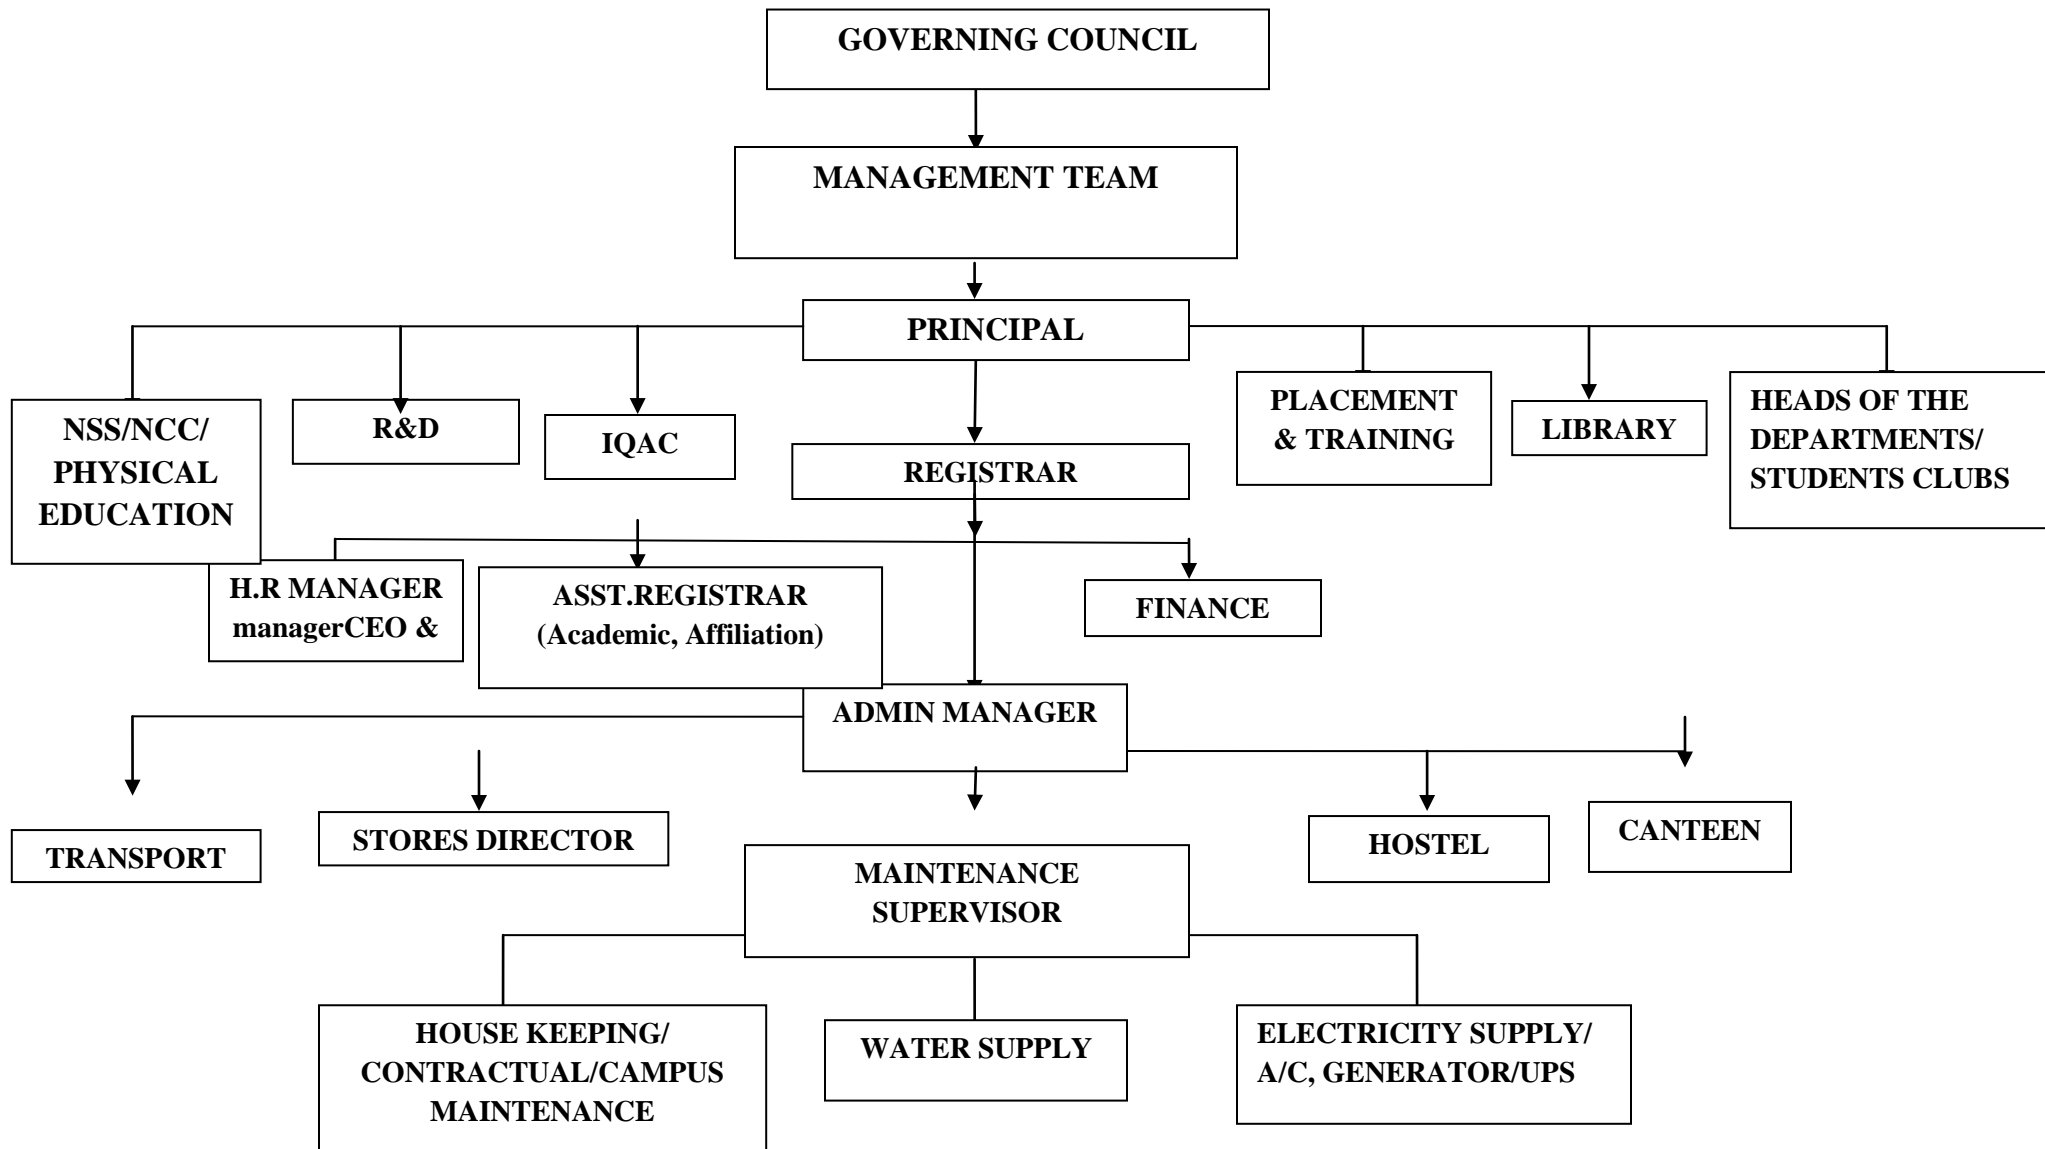 GOVERNING COUNCIL
MANAGEMENT TEAM
PRINCIPAL
NSS/NCC/
PHYSICAL
EDUCATION
R&D
IQAC
REGISTRAR
PLACEMENT
& TRAINING
LIBRARY
HEADS OF THE
DEPARTMENTS/
STUDENTS CLUBS
H.R MANAGER
managerCEO &
ASST.REGISTRAR
(Academic, Affiliation)
FINANCE
ADMIN MANAGER
TRANSPORT
STORES DIRECTOR
MAINTENANCE
SUPERVISOR
HOSTEL
CANTEEN
HOUSE KEEPING/
CONTRACTUAL/CAMPUS
MAINTENANCE
WATER SUPPLY
ELECTRICITY SUPPLY/
A/C, GENERATOR/UPS